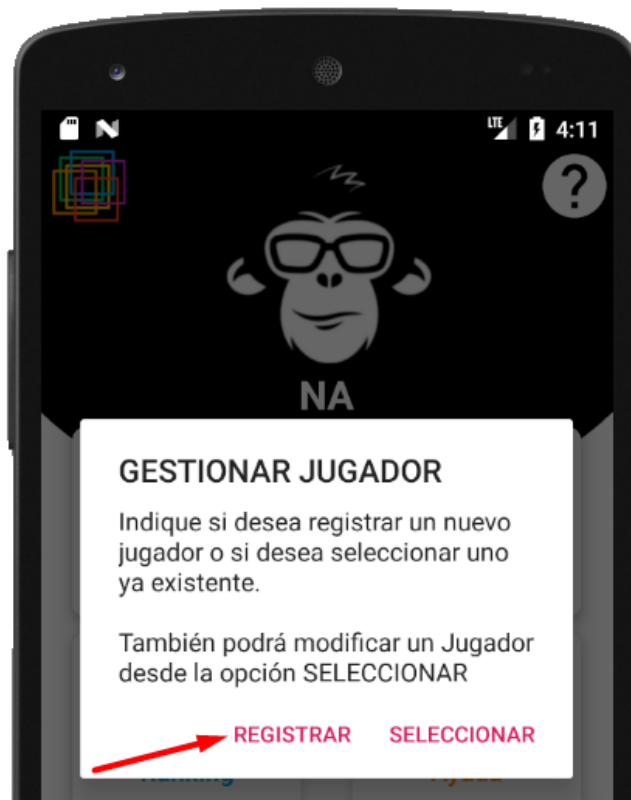 LTE 4:11
?
NA
GESTIONAR JUGADOR
Indique si desea registrar un nuevo
jugador o si desea seleccionar uno
ya existente.
También podrá modificar un Jugador
desde la opción SELECCIONAR
REGISTRAR SELECCIONAR